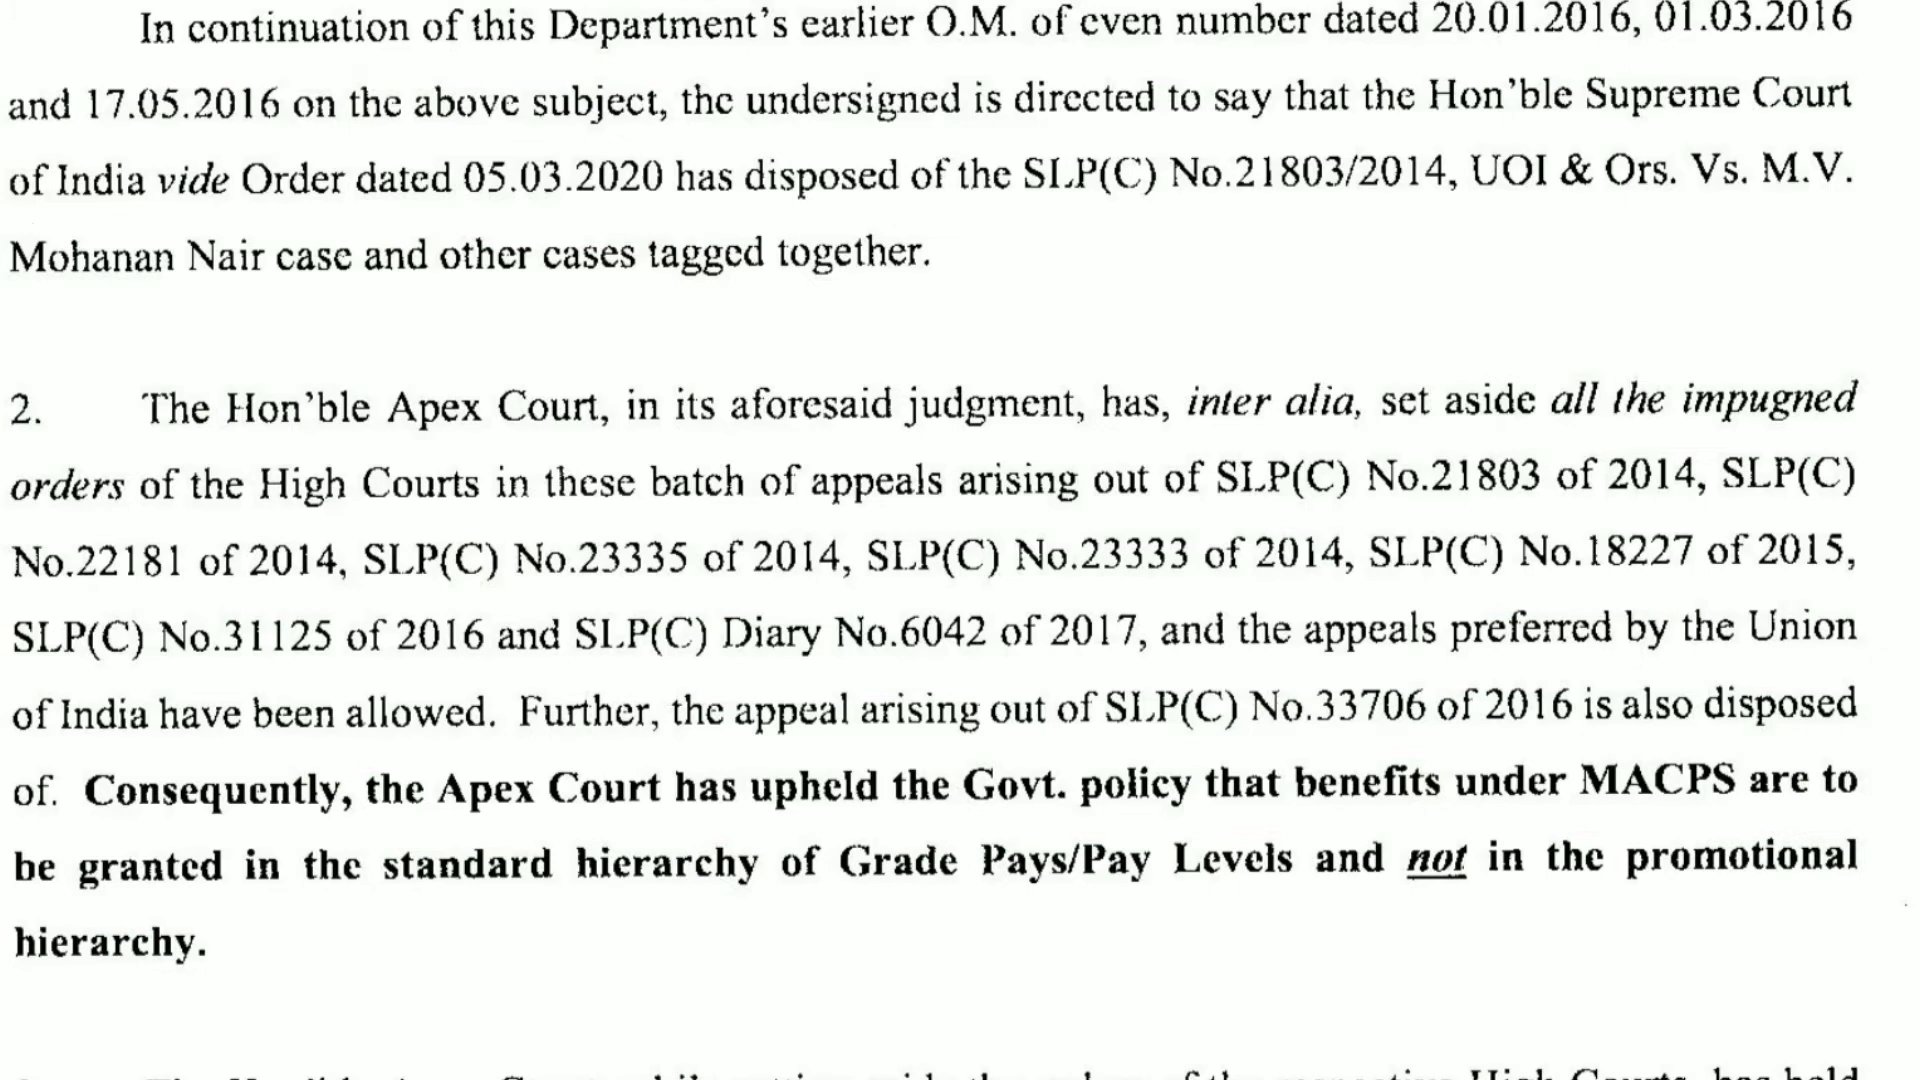 In continuation of this Department's earlier O.M. of even number dated 20.01.2016, 01.03.2016
and 17.05.2016 on the above subject, the undersigned is directed to say that the Hon'ble Supreme Court
of India vide Order dated 05.03.2020 has disposed of the SLP(C) No.21803/2014, UOI & Ors. Vs. M.V.
Mohanan Nair case and other cases tagged together.
2. The Hon'ble Apex Court, in its aforesaid judgment, has, inter alia, set aside all the impugned
orders of the High Courts in these batch of appeals arising out of SLP(C) No.21803 of 2014, SLP(C)
No.22181 of 2014, SLP(C) No.23335 of 2014, SLP(C) No.23333 of 2014, SLP(C) No.18227 of 2015,
SLP(C) No.31125 of 2016 and SLP(C) Diary No.6042 of 2017, and the appeals preferred by the Union
of India have been allowed. Further, the appeal arising out of SLP(C) No.33706 of 2016 is also disposed
of. Consequently, the Apex Court has upheld the Govt. policy that benefits under MACPS are to
be granted in the standard hierarchy of Grade Pays/Pay Levels and not in the promotional
hierarchy.